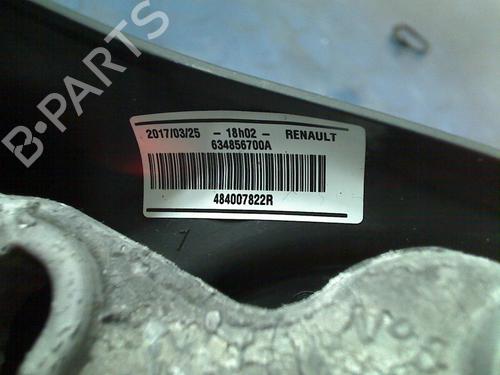 B-PARTS
2017/03/25 - 18h02 - RENAULT
634856700A
484007822R